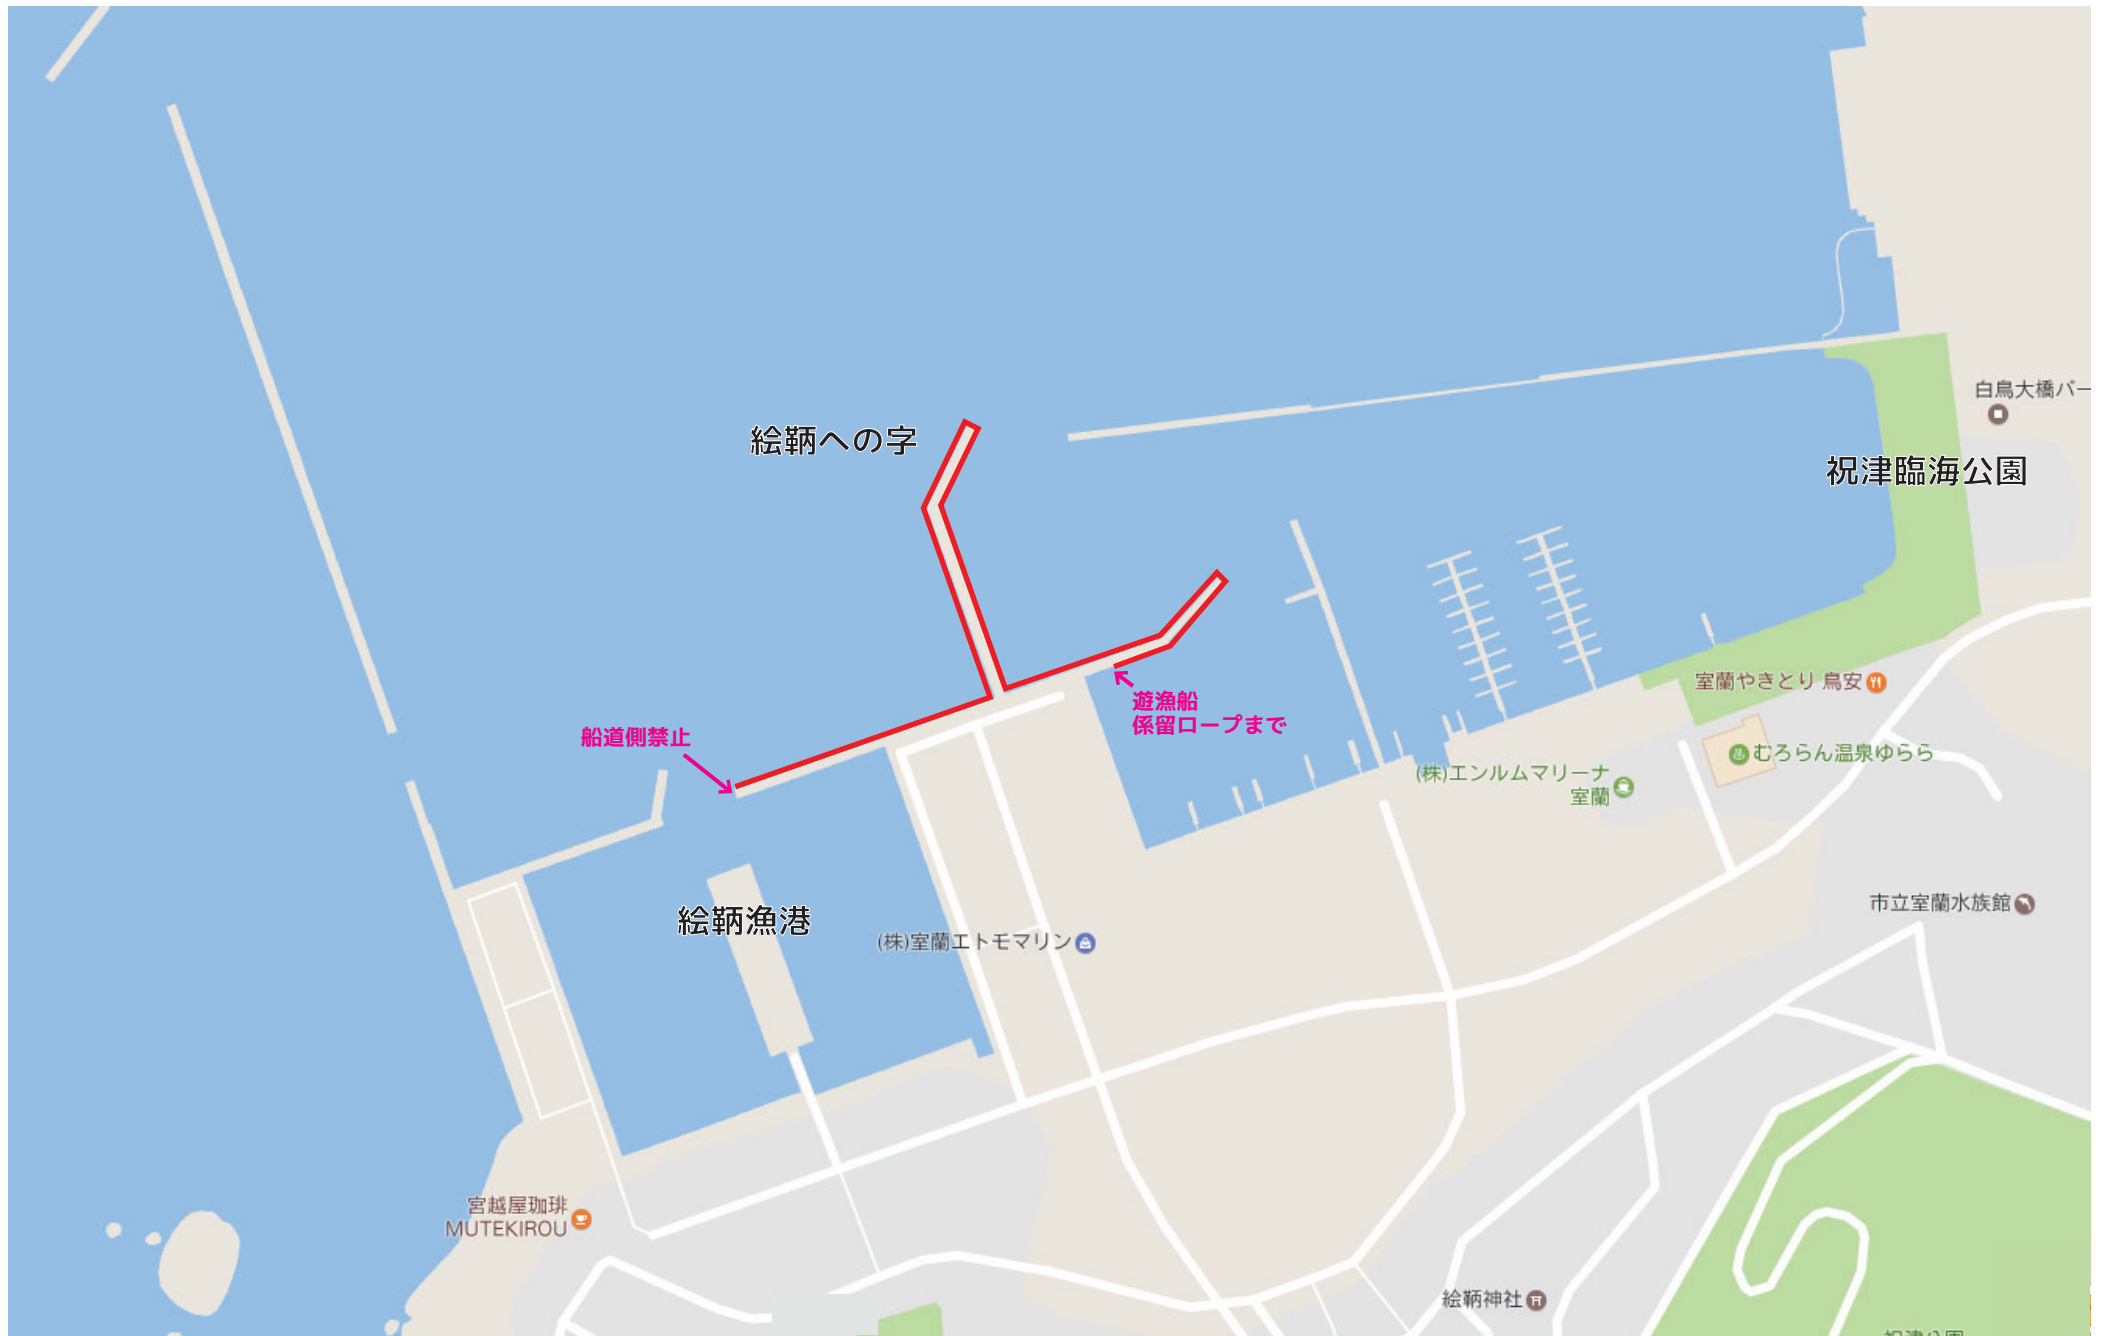 白鳥大橋パー
絵鞆への字
祝津臨海公園
室蘭やきとり 鳥安
遊漁船
係留ロープまで
船道側禁止
むろらん温泉ゆらら
(株)エンルムマリーナ
室蘭
市立室蘭水族館
絵鞆漁港
(株)室蘭エトモマリン
宮越屋珈琲
MUTEKIROU
絵鞆神社